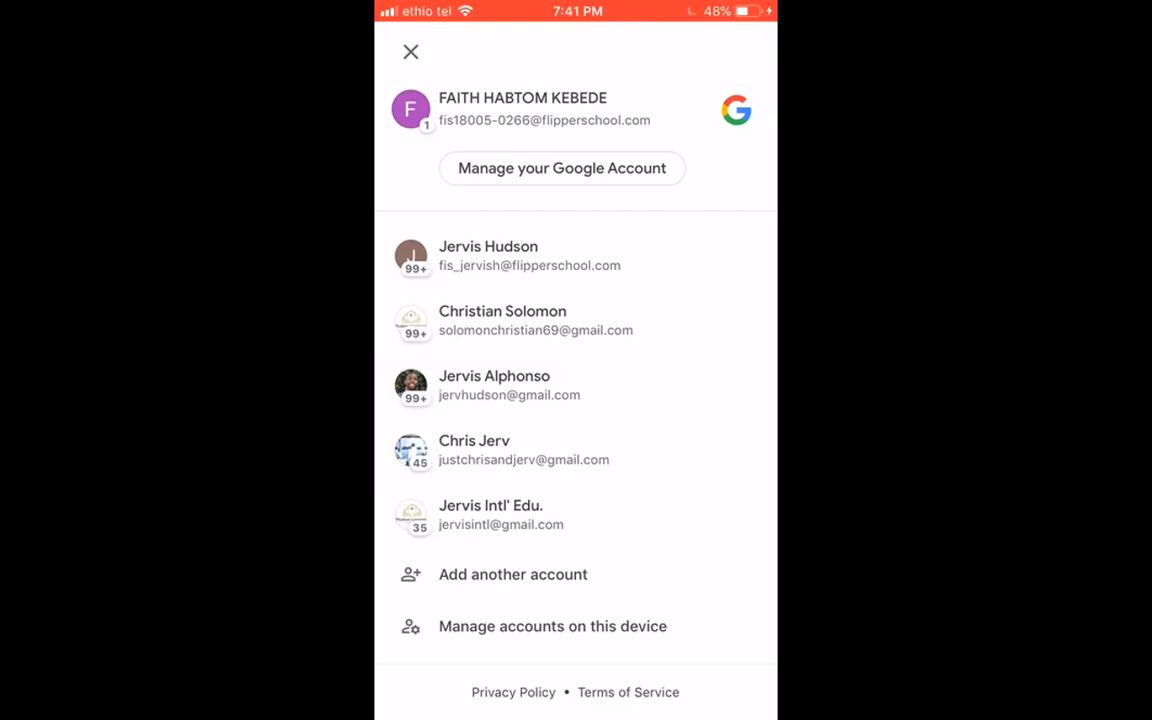 ethio tel 7:41 PM 48%
FAITH HABTOM KEBEDE
F
1
fis18005-0266@flipperschool.com
Manage your Google Account
Jervis Hudson
J
99+
fis_jervish@flipperschool.com
Christian Solomon
99+
solomonchristian69@gmail.com
Jervis Alphonso
99+
jervhudson@gmail.com
Chris Jerv
45
justchrisandjerv@gmail.com
Jervis Intl' Edu.
35
jervisintl@gmail.com
Add another account
Manage accounts on this device
Privacy Policy • Terms of Service